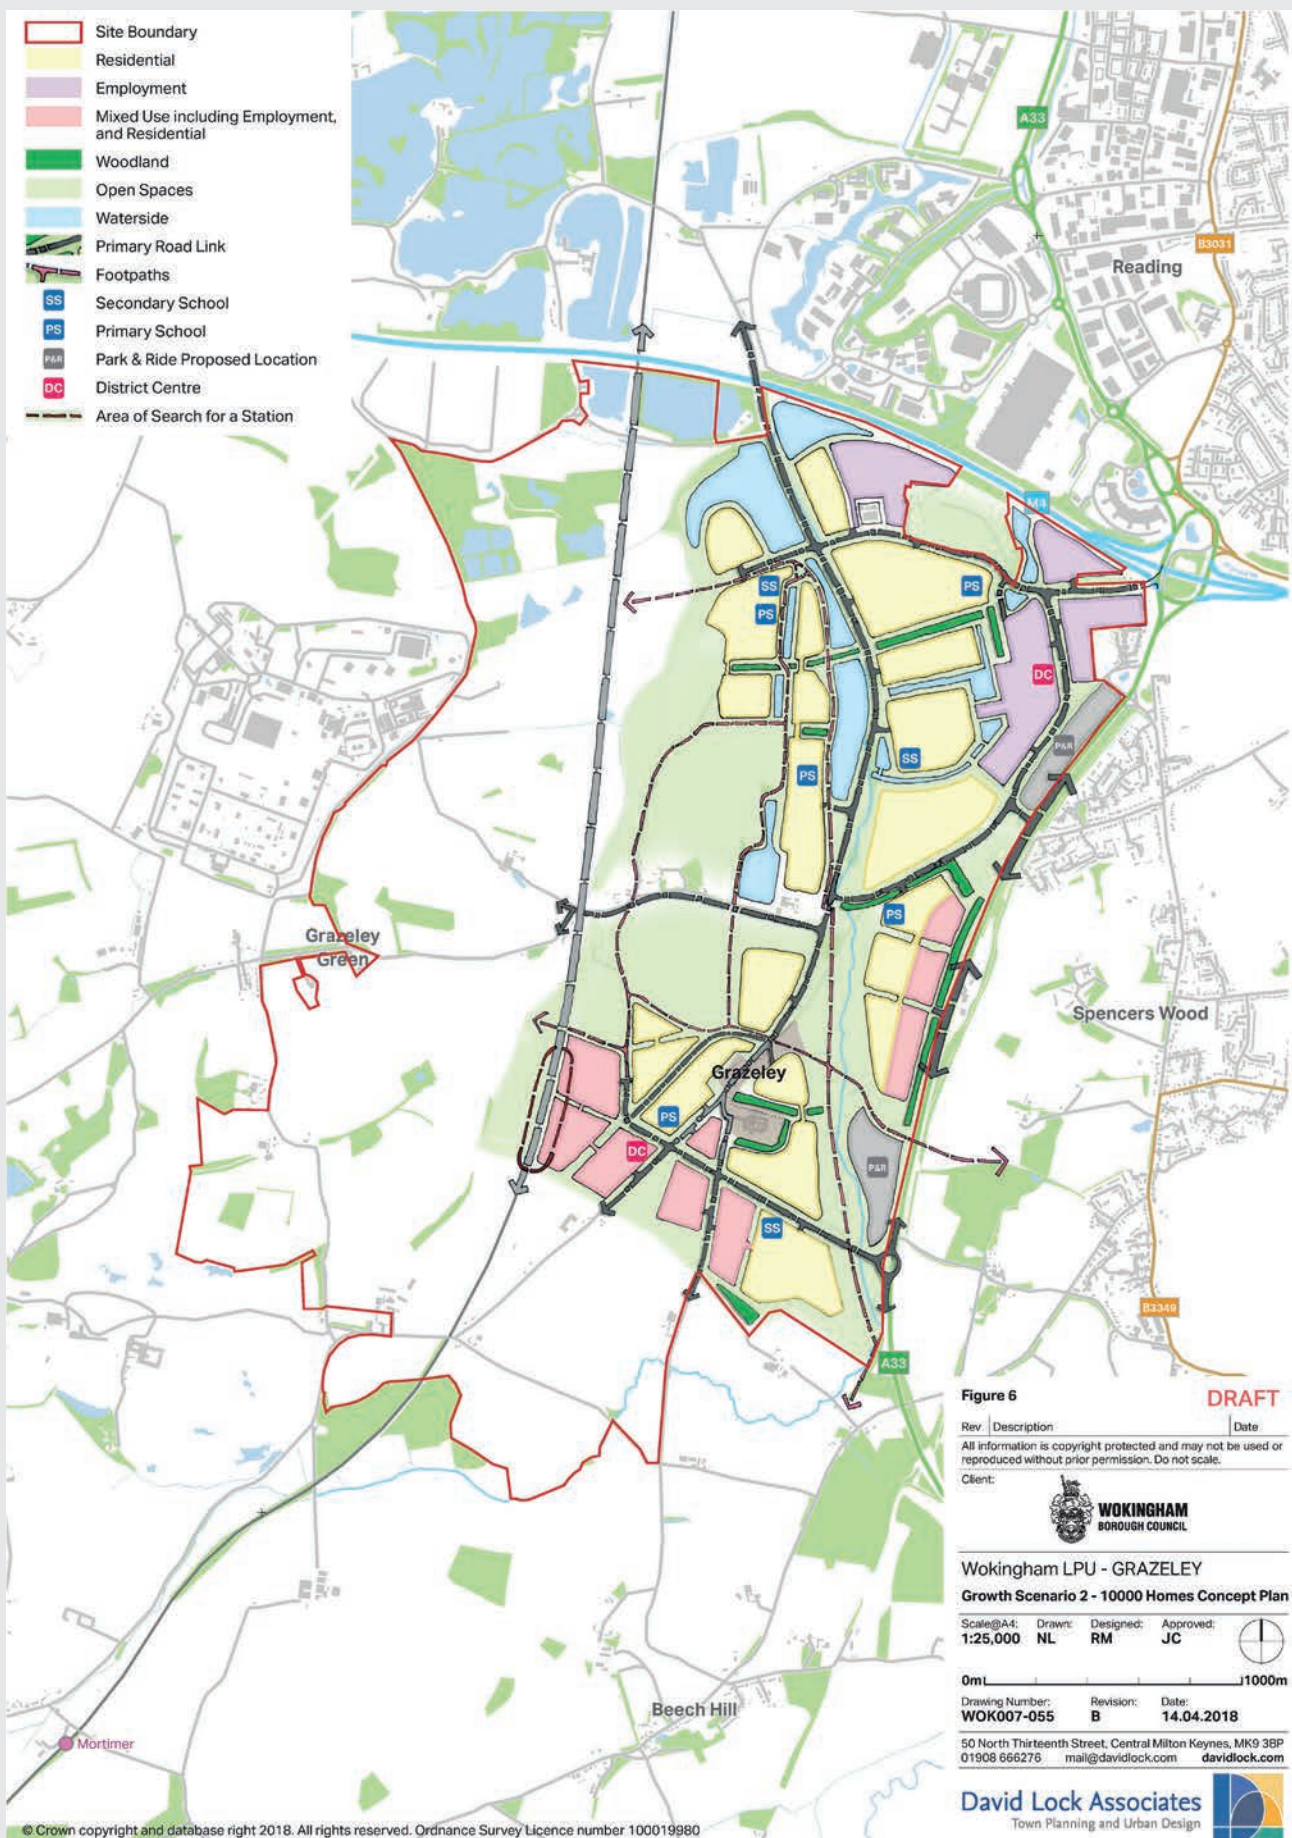 Site Boundary
Residential
Employment
Mixed Use including Employment,
and Residential
Woodland
Open Spaces
Waterside
Primary Road Link
Footpaths
SS Secondary School
PS Primary School
P&R Park & Ride Proposed Location
DC District Centre
Area of Search for a Station
A33
B3031
Reading
M4
SS
PS
PS
DC
P&R
SS
PS
PS
Grazeley
Green
Spencers Wood
Grazeley
PS
DC
P&R
SS
B3349
A33
Beech Hill
Mortimer
Figure 6
DRAFT
Rev Description Date
All information is copyright protected and may not be used or
reproduced without prior permission. Do not scale.
Client:
WOKINGHAM
BOROUGH COUNCIL
Wokingham LPU - GRAZELEY
Growth Scenario 2 - 10000 Homes Concept Plan
Scale@A4: Drawn: Designed: Approved:
1:25,000 NL RM JC
0m 1000m
Drawing Number: Revision: Date:
WOK007-055 B 14.04.2018
50 North Thirteenth Street, Central Milton Keynes, MK9 3BP
01908 666276 mail@davidlock.com davidlock.com
David Lock Associates
Town Planning and Urban Design
© Crown copyright and database right 2018. All rights reserved. Ordnance Survey Licence number 100019980